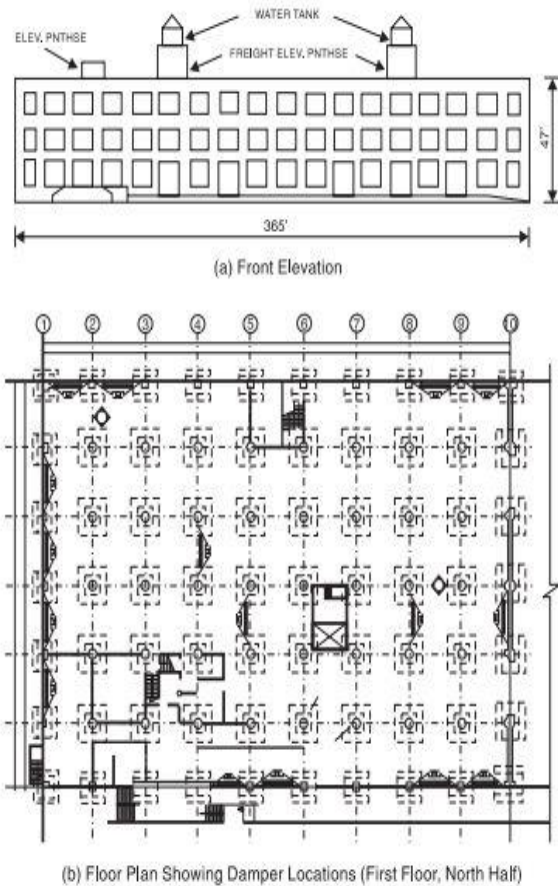 WATER TANK
ELEV. PNTHSE
FREIGHT ELEV. PNTHSE
47'
365'
(a) Front Elevation
1 2 3 4 5 6 7 8 9 10
(b) Floor Plan Showing Damper Locations (First Floor, North Half)